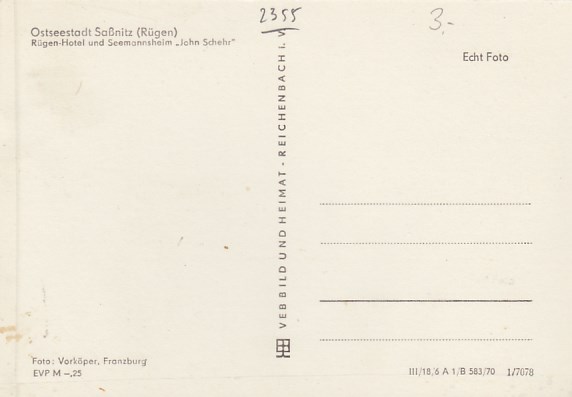 2355
3.-
Ostseestadt Saßnitz (Rügen)
Rügen-Hotel und Seemannsheim „John Schehr"
Echt Foto
VEB BILD UND HEIMAT - REICHENBACH i. V
Foto: Vorköper, Franzburg
EVP M –,25
III/18/6 A 1/B 583/70 1/7078